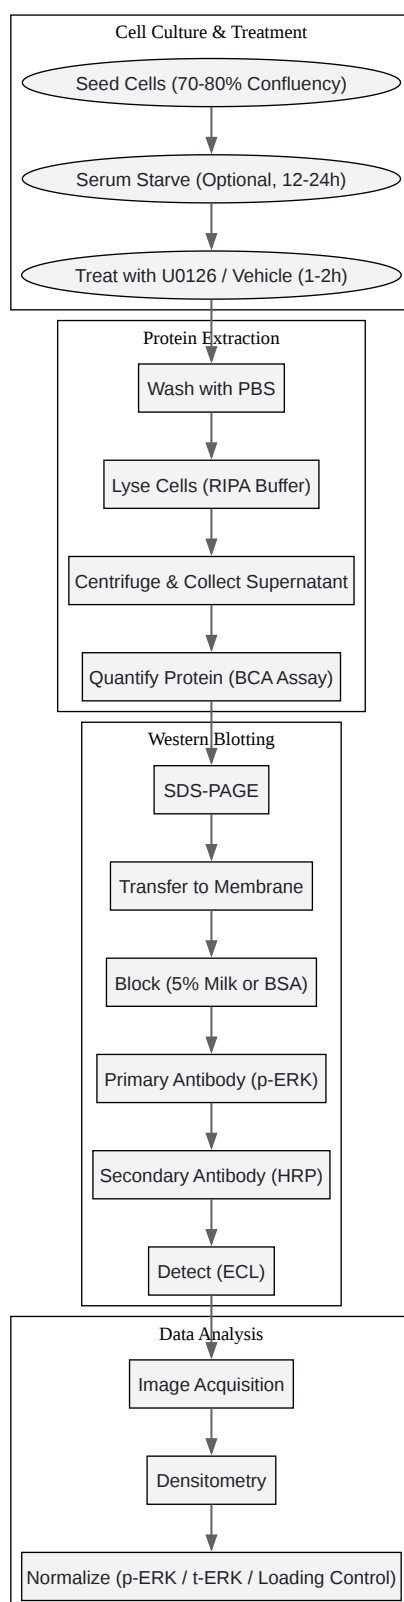 Cell Culture & Treatment
Seed Cells (70-80% Confluency)
Serum Starve (Optional, 12-24h)
Treat with U0126 / Vehicle (1-2h)
Protein Extraction
Wash with PBS
Lyse Cells (RIPA Buffer)
Centrifuge & Collect Supernatant
Quantify Protein (BCA Assay)
Western Blotting
SDS-PAGE
Transfer to Membrane
Block (5% Milk or BSA)
Primary Antibody (p-ERK)
Secondary Antibody (HRP)
Detect (ECL)
Data Analysis
Image Acquisition
Densitometry
Normalize (p-ERK / t-ERK / Loading Control)